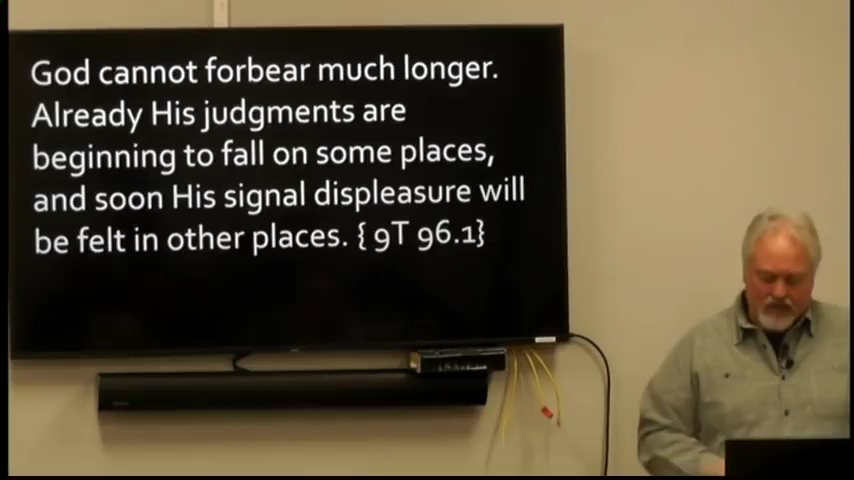 God cannot forbear much longer.
Already His judgments are
beginning to fall on some places,
and soon His signal displeasure will
be felt in other places. { 9T 96.1}